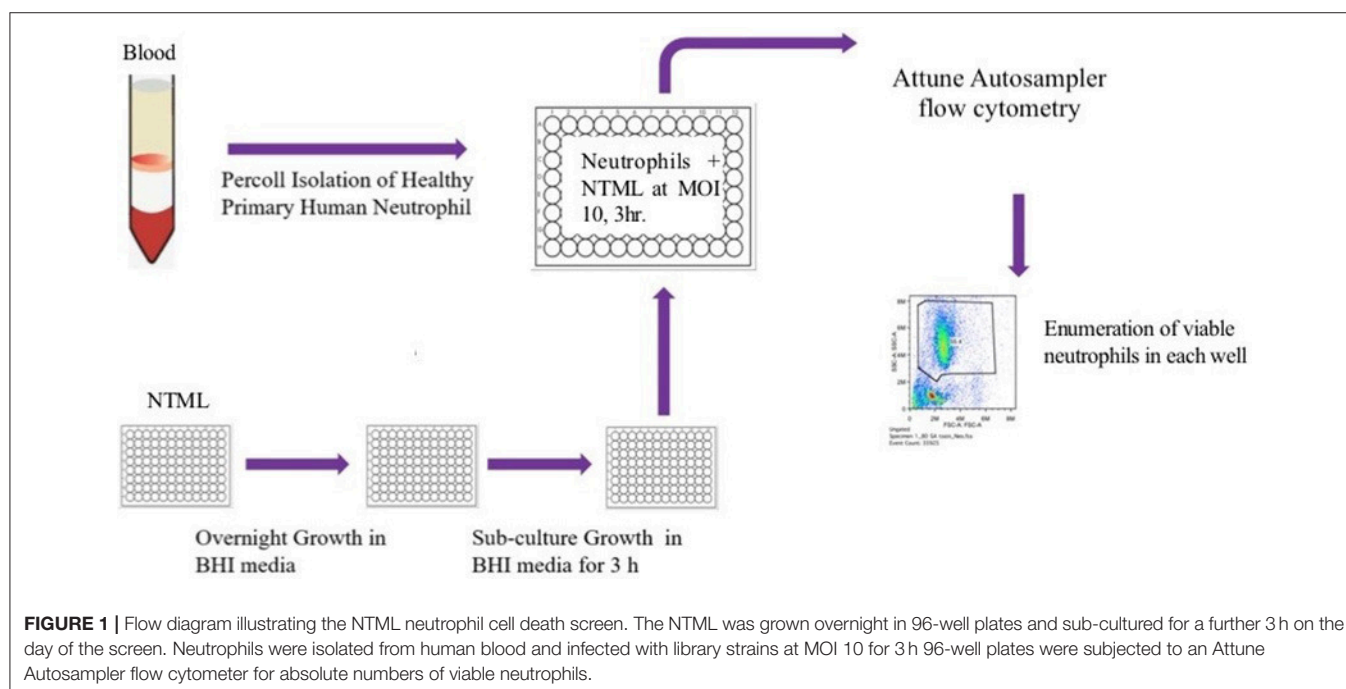 Blood
Percoll Isolation of Healthy
Primary Human Neutrophil
Neutrophils +
NTML at MOI
10, 3hr.
Attune Autosampler
flow cytometry
Enumeration of viable
neutrophils in each well
FSC-A: FSC-A
NTML
Overnight Growth in
BHI media
Sub-culture Growth in
BHI media for 3 h
FIGURE 1 | Flow diagram illustrating the NTML neutrophil cell death screen. The NTML was grown overnight in 96-well plates and sub-cultured for a further 3 h on the
day of the screen. Neutrophils were isolated from human blood and infected with library strains at MOI 10 for 3 h 96-well plates were subjected to an Attune
Autosampler flow cytometer for absolute numbers of viable neutrophils.